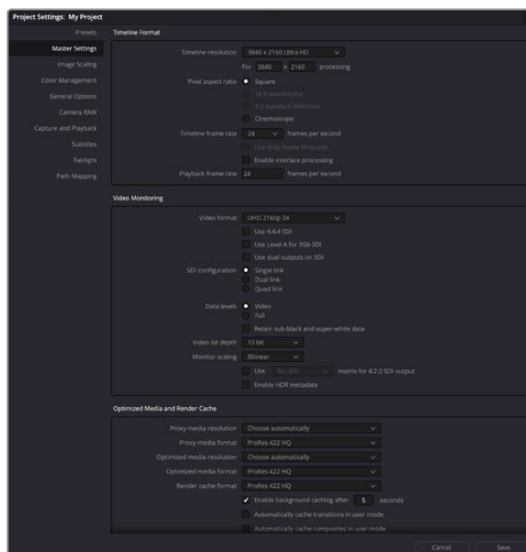 Project Settings: My Project
Presets
Master Settings
Image Scaling
Color Management
General Options
Camera RAW
Capture and Playback
Subtitles
Fairlight
Path Mapping
Timeline Format
Timeline resolution 3840 x 2160 Ultra HD
For 3840 x 2160 processing
Pixel aspect ratio Square
16:9 anamorphic
4:3 standard definition
Cinemascope
Timeline frame rate 24 frames per second
Use drop frame timecode
Enable interlace processing
Playback frame rate 24 frames per second
Video Monitoring
Video format UHD 2160p 24
Use 4:4:4 SDI
Use Level A for 3Gb SDI
Use dual outputs on SDI
SDI configuration Single link
Dual link
Quad link
Data levels Video
Full
Retain sub-black and super-white data
Video bit depth 10 bit
Monitor scaling Bilinear
Use Rec.601 matrix for 4:2:2 SDI output
Enable HDR metadata
Optimized Media and Render Cache
Proxy media resolution Choose automatically
Proxy media format ProRes 422 HQ
Optimized media resolution Choose automatically
Optimized media format ProRes 422 HQ
Render cache format ProRes 422 HQ
Enable background caching after 5 seconds
Automatically cache transitions in user mode
Automatically cache composites in user mode
Cancel Save